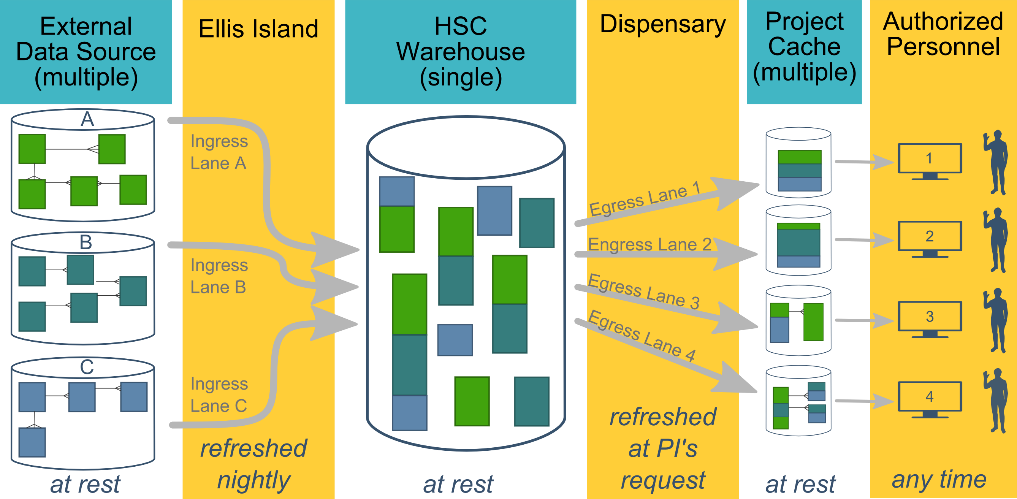 External
Data Source
(multiple)
Ellis Island
HSC
Warehouse
(single)
Dispensary
Project
Cache
(multiple)
Authorized
Personnel
A
Ingress
Lane A
B
Ingress
Lane B
C
Ingress
Lane C
Egress Lane 1
Engress Lane 2
Egress Lane 3
Egress Lane 4
1
2
3
4
at rest
refreshed
nightly
at rest
refreshed
at PI's
request
at rest
any time